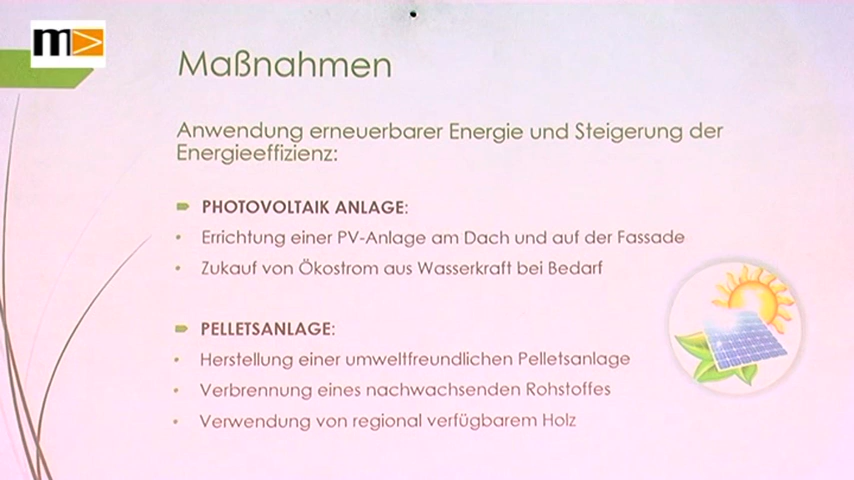 m
Maßnahmen
Anwendung erneuerbarer Energie und Steigerung der
Energieeffizienz:
PHOTOVOLTAIK ANLAGE:
• Errichtung einer PV-Anlage am Dach und auf der Fassade
• Zukauf von Ökostrom aus Wasserkraft bei Bedarf
PELLETSANLAGE:
• Herstellung einer umweltfreundlichen Pelletsanlage
• Verbrennung eines nachwachsenden Rohstoffes
• Verwendung von regional verfügbarem Holz